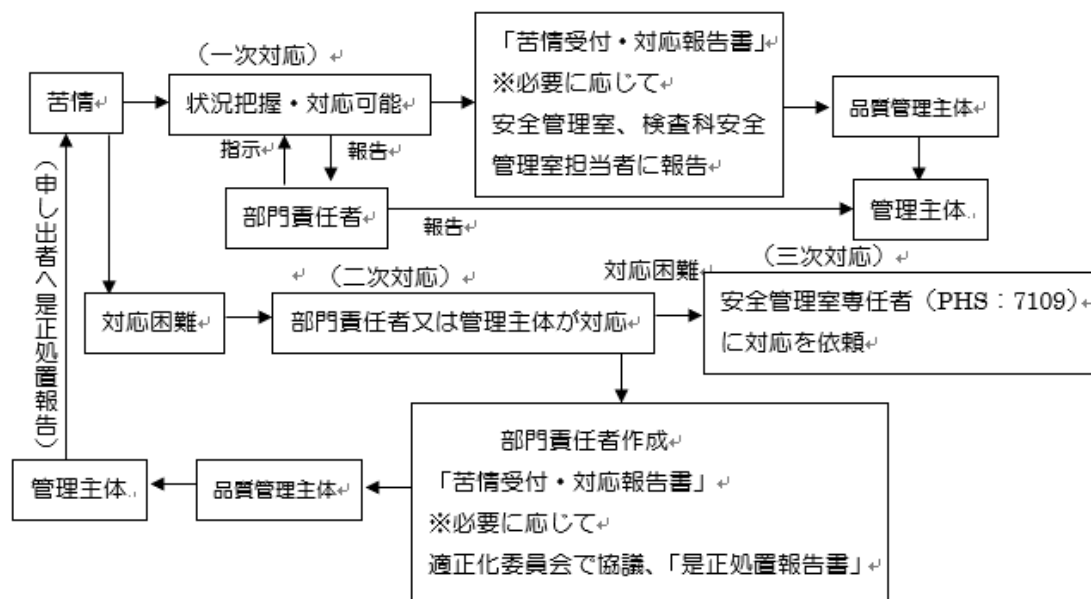 （一次対応）
苦情
状況把握・対応可能
「苦情受付・対応報告書」
※必要に応じて
安全管理室、検査科安全
管理室担当者に報告
品質管理主体
指示
報告
部門責任者
報告
管理主体
（申し出者へ是正処置報告）
（二次対応）
対応困難
（三次対応）
対応困難
部門責任者又は管理主体が対応
安全管理室専任者（PHS：7109）
に対応を依頼
部門責任者作成
「苦情受付・対応報告書」
※必要に応じて
適正化委員会で協議、「是正処置報告書」
品質管理主体
管理主体